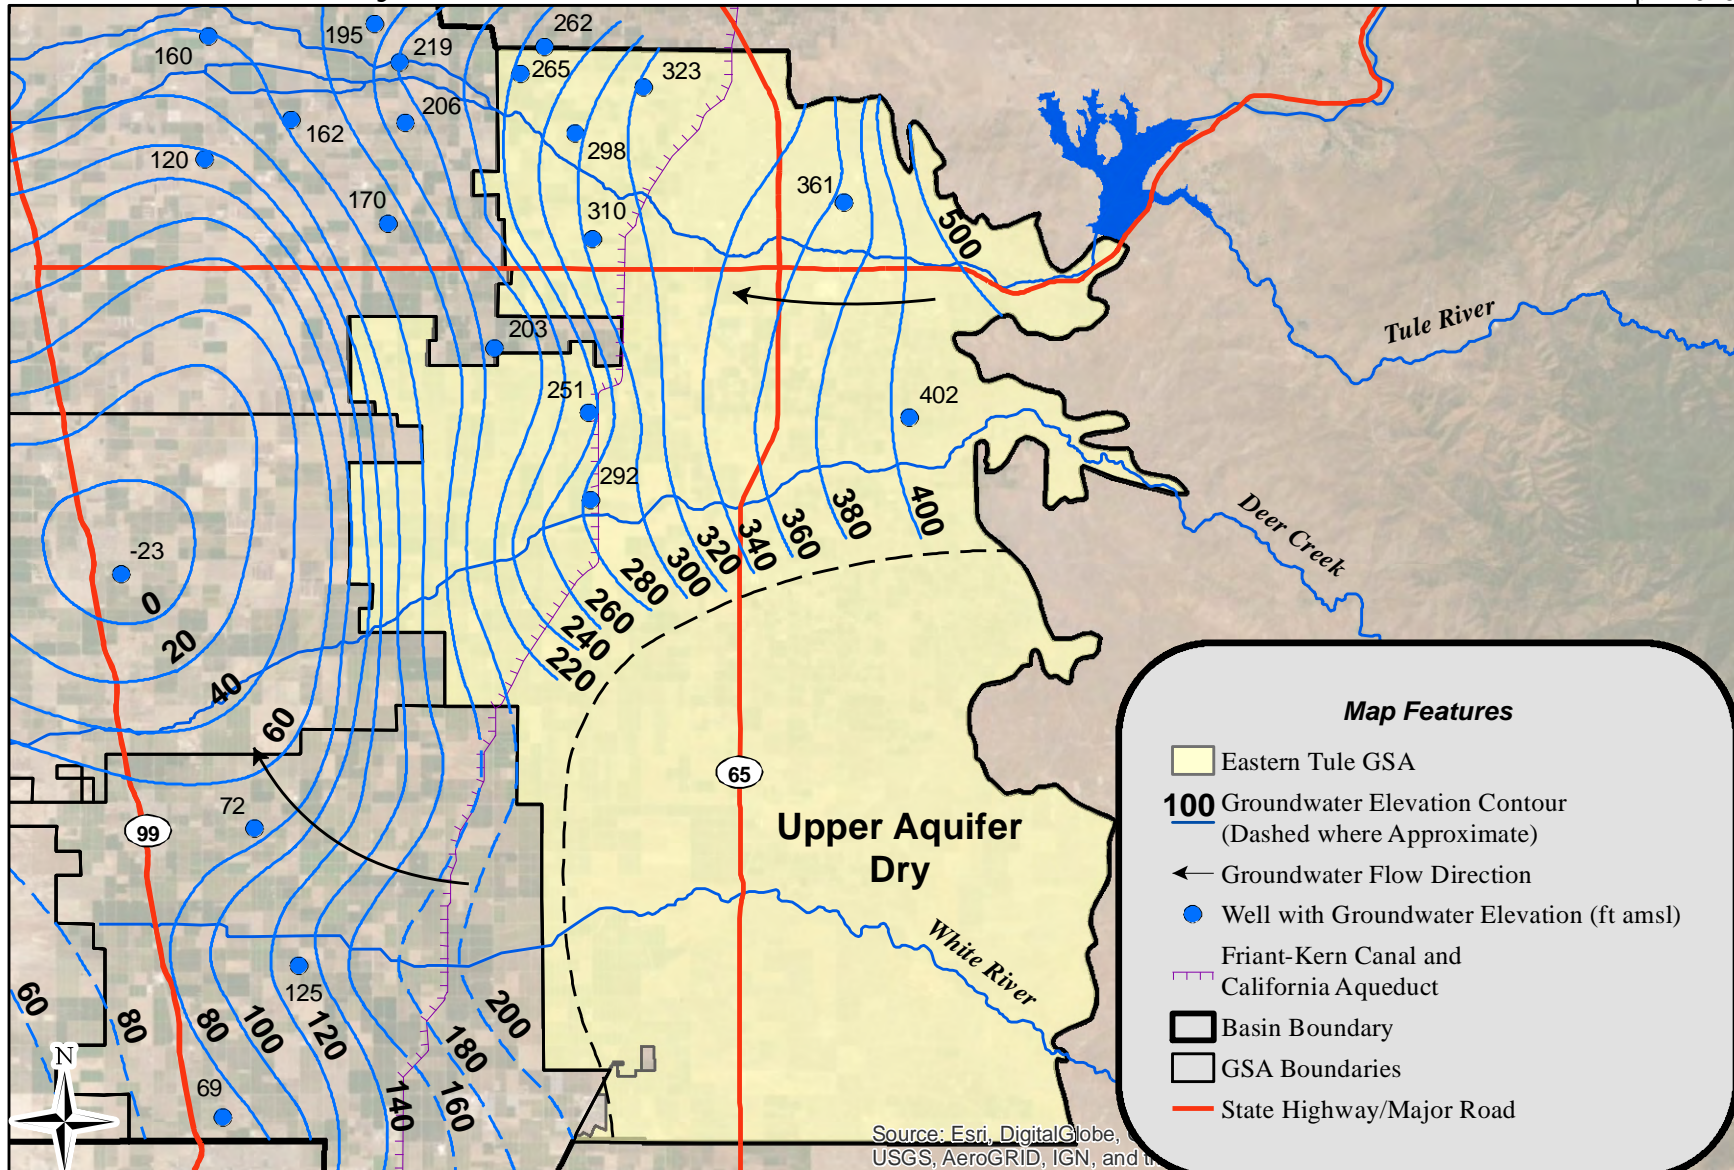 195
262
160
219
265
323
206
162
298
120
361
170
310
500
203
Tule River
251
402
292
380
400
Deer Creek
360
340
320
-23
300
280
0
260
20
240
220
40
60
65
72
99
Upper Aquifer
Dry
White River
125
60
80
80
100
120
200
180
160
140
69
N
Map Features
Eastern Tule GSA
100 Groundwater Elevation Contour
(Dashed where Approximate)
Groundwater Flow Direction
Well with Groundwater Elevation (ft amsl)
Friant-Kern Canal and
California Aqueduct
Basin Boundary
GSA Boundaries
State Highway/Major Road
Source: Esri, DigitalGlobe,
USGS, AeroGRID, IGN, and